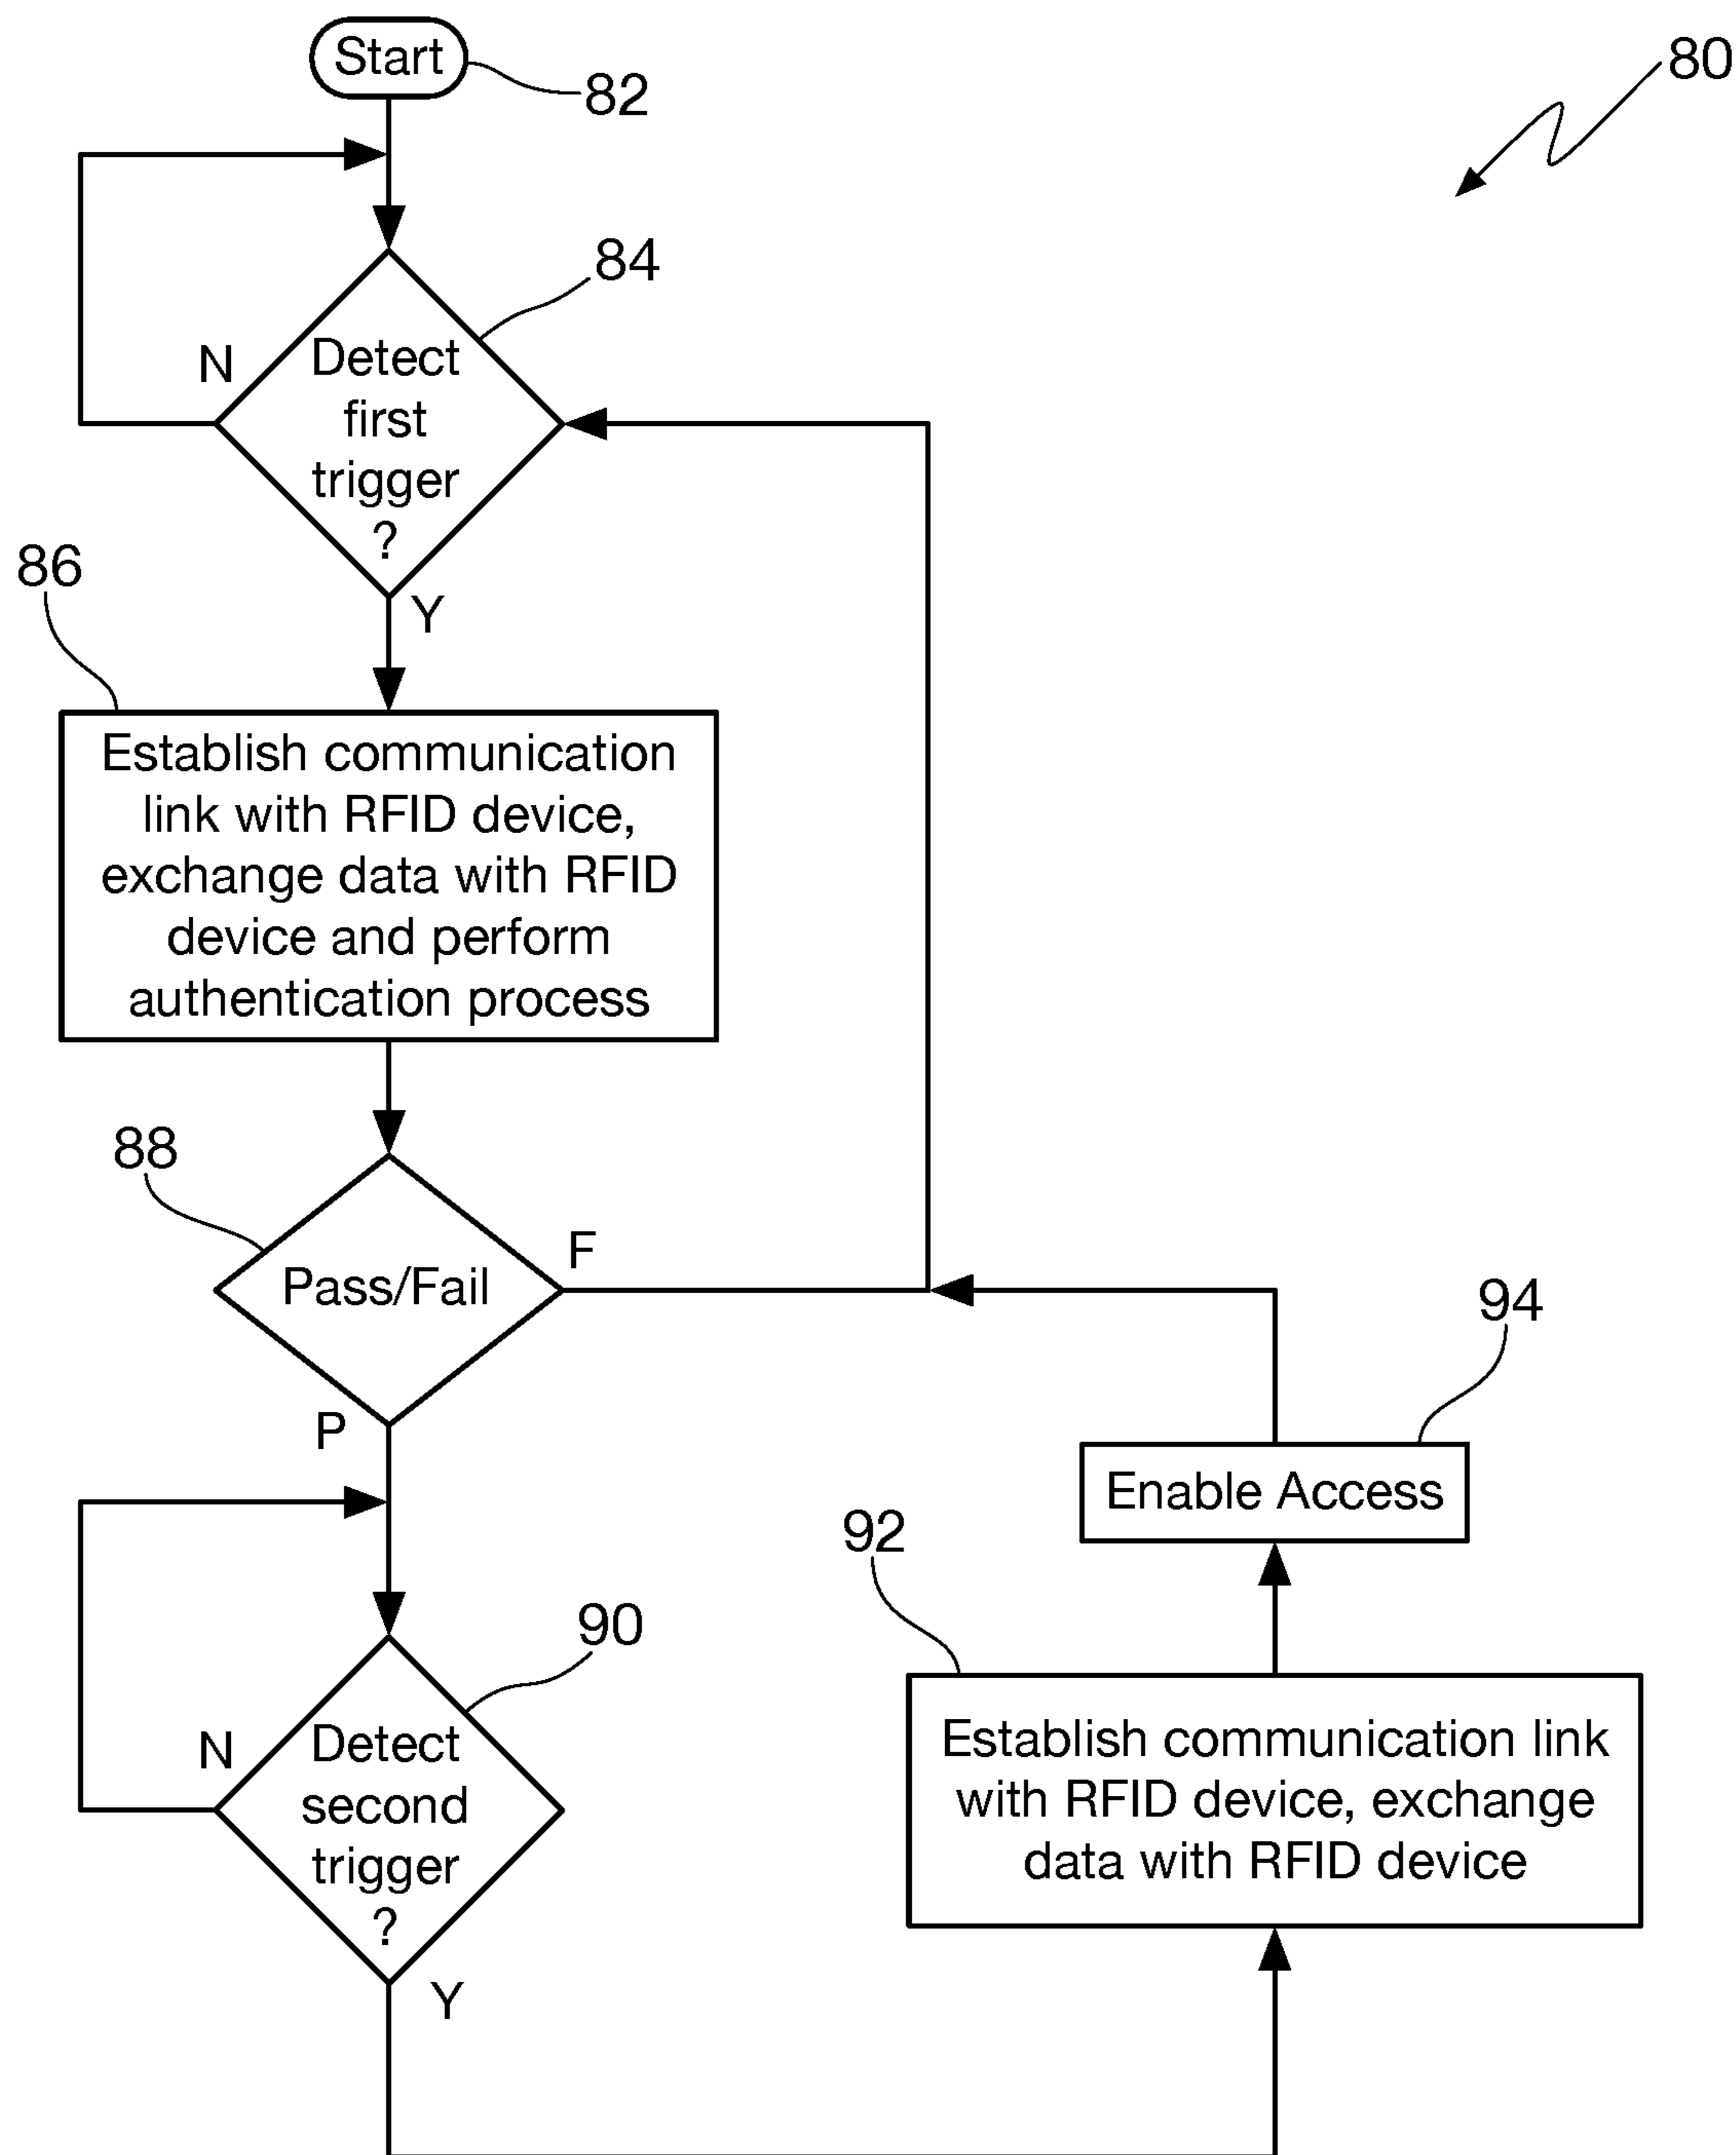 Start
82
80
84
N
Detect
first
trigger
?
Y
86
Establish communication
link with RFID device,
exchange data with RFID
device and perform
authentication process
88
Pass/Fail
F
P
94
Enable Access
92
Establish communication link
with RFID device, exchange
data with RFID device
90
N
Detect
second
trigger
?
Y